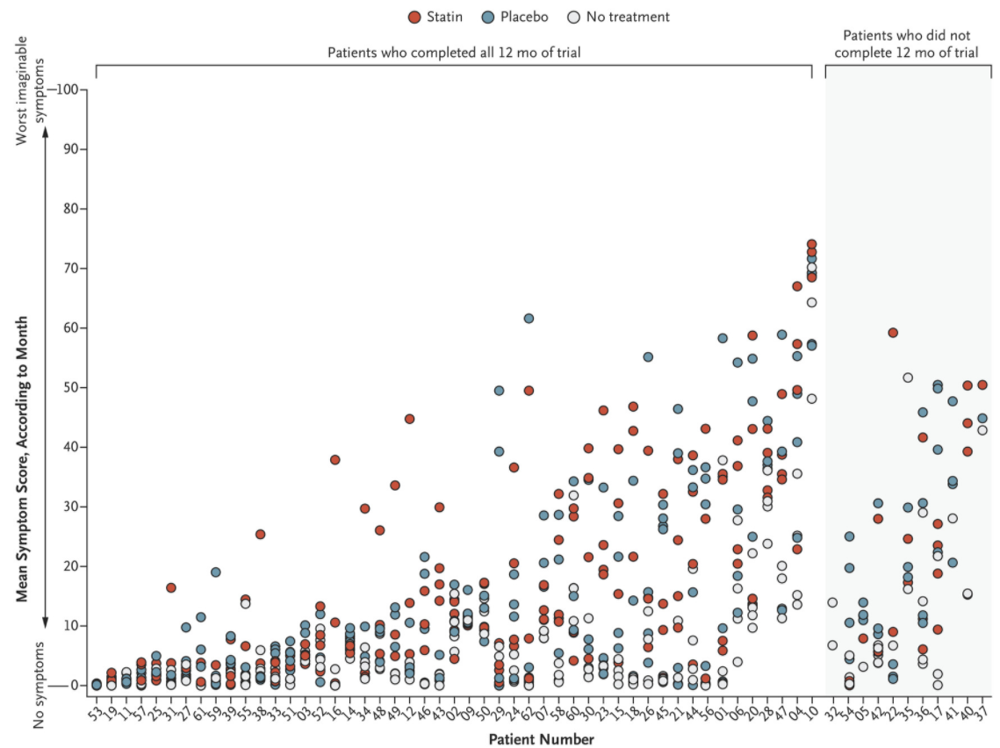 Statin Placebo No treatment
Patients who completed all 12 mo of trial
Patients who did not
complete 12 mo of trial
Worst imaginable
symptoms
Mean Symptom Score, According to Month
No symptoms
100
90
80
70
60
50
40
30
20
10
0
53 19 11 57 25 31 27 61 59 39 55 38 33 51 03 52 16 14 34 48 49 12 46 43 02 09 50 29 24 62 07 58 60 30 23 15 18 26 45 21 44 56 01 06 20 28 47 04 10 32 54 05 42 22 35 36 17 41 40 37
Patient Number